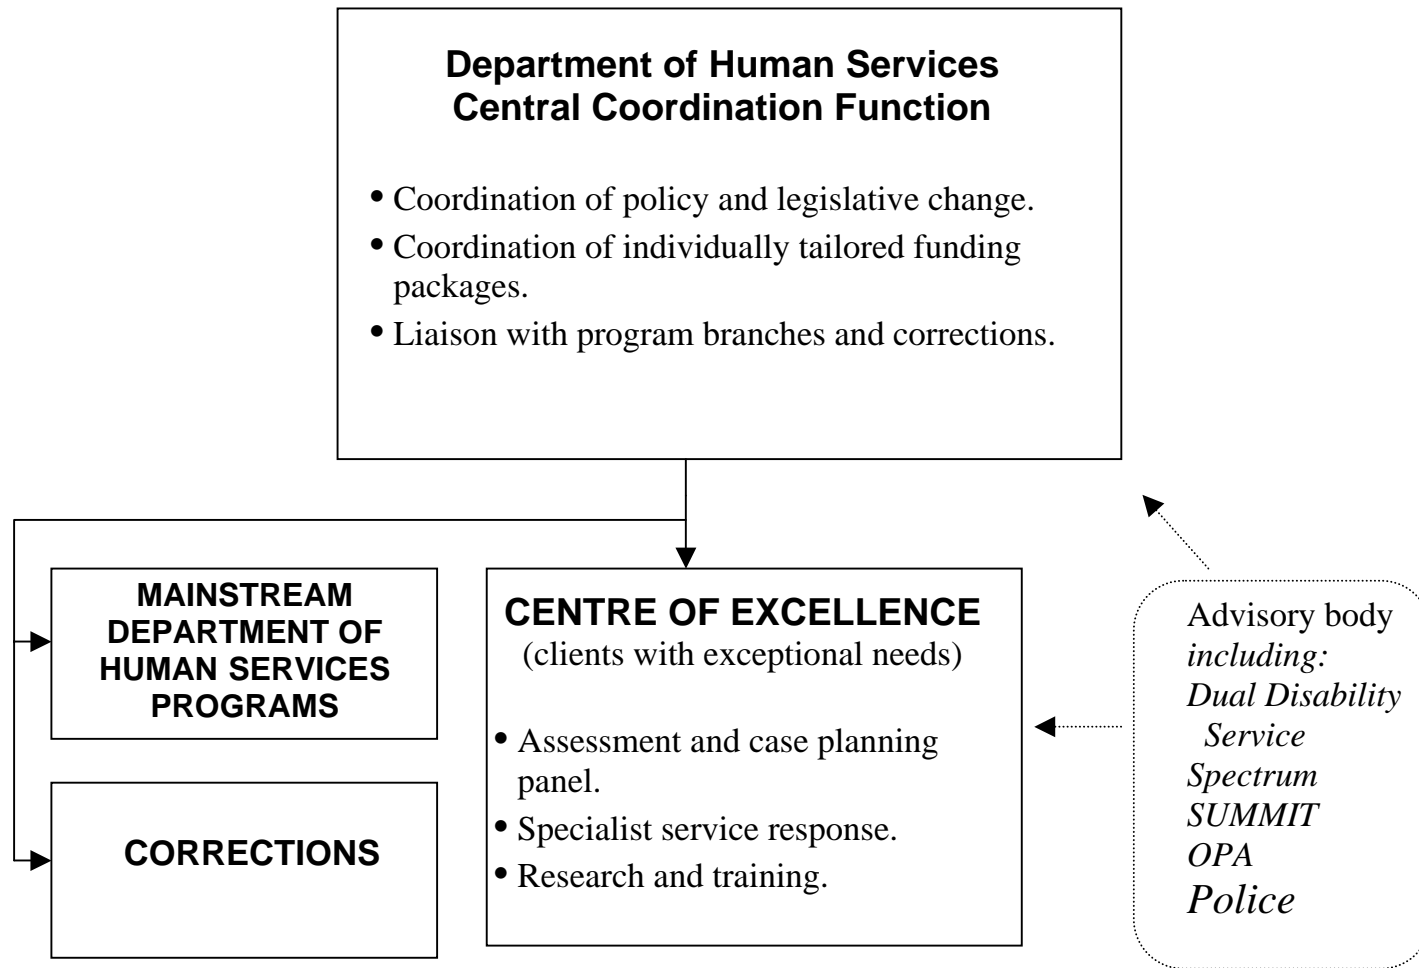 Department of Human Services
Central Coordination Function
• Coordination of policy and legislative change.
• Coordination of individually tailored funding
packages.
• Liaison with program branches and corrections.
MAINSTREAM
DEPARTMENT OF
HUMAN SERVICES
PROGRAMS
CORRECTIONS
CENTRE OF EXCELLENCE
(clients with exceptional needs)
• Assessment and case planning
panel.
• Specialist service response.
• Research and training.
Advisory body
including:
Dual Disability
Service
Spectrum
SUMMIT
OPA
Police